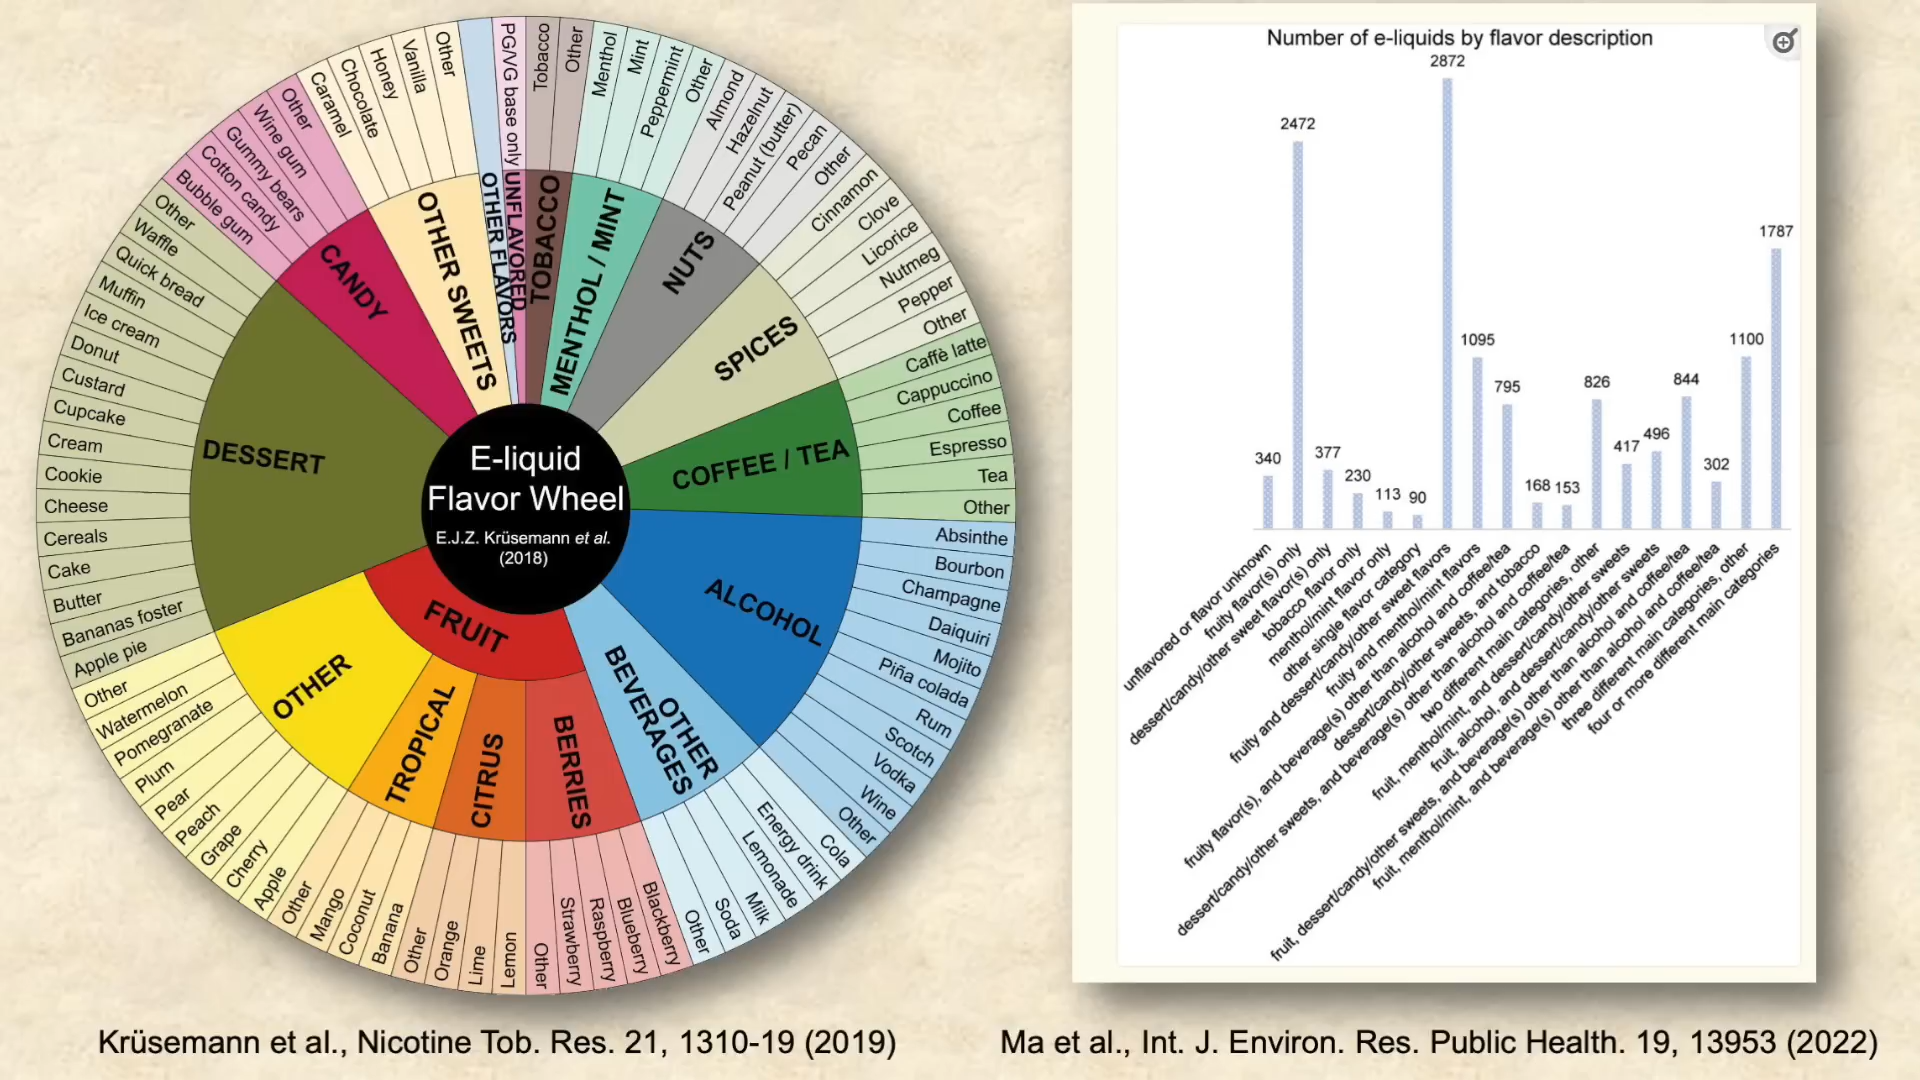 E-liquid
Flavor Wheel
E.J.Z. Krüsemann et al.
(2018)
UNFLAVORED
PG/VG base only
TOBACCO
Tobacco
Other
MENTHOL / MINT
Menthol
Mint
Peppermint
Other
NUTS
Almond
Hazelnut
Peanut (butter)
Pecan
Other
SPICES
Cinnamon
Clove
Licorice
Nutmeg
Pepper
Other
COFFEE / TEA
Caffè latte
Cappuccino
Coffee
Espresso
Tea
Other
ALCOHOL
Absinthe
Bourbon
Champagne
Daiquiri
Mojito
Piña colada
Rum
Scotch
Vodka
Wine
Other
OTHER
BEVERAGES
Cola
Energy drink
Lemonade
Milk
Soda
Other
FRUIT
BERRIES
Blackberry
Blueberry
Raspberry
Strawberry
Other
CITRUS
Lemon
Lime
Orange
Other
TROPICAL
Banana
Coconut
Mango
Other
OTHER
Apple
Cherry
Grape
Peach
Pear
Plum
Pomegranate
Watermelon
Other
DESSERT
Apple pie
Bananas foster
Butter
Cake
Cereals
Cheese
Cookie
Cream
Cupcake
Custard
Donut
Ice cream
Muffin
Quick bread
Waffle
Other
CANDY
Bubble gum
Cotton candy
Gummy bears
Wine gum
Other
OTHER SWEETS
Caramel
Chocolate
Honey
Vanilla
Other
OTHER FLAVORS
Krüsemann et al., Nicotine Tob. Res. 21, 1310-19 (2019)
Number of e-liquids by flavor description
340
2472
377
230
113
90
2872
1095
795
168
153
826
417
496
844
302
1100
1787
unflavored or flavor unknown
fruity flavor(s) only
dessert/candy/other sweet flavor(s) only
tobacco flavor only
menthol/mint flavor only
other single flavor category
fruity and dessert/candy/other sweet flavors
fruity and menthol/mint flavors
fruity flavor(s), and beverage(s) other than alcohol and coffee/tea
dessert/candy/other sweets, and tobacco
dessert/candy/other sweets, and beverage(s) other than alcohol and coffee/tea
two different main categories, other
fruit, menthol/mint, and dessert/candy/other sweets
fruit, alcohol, and dessert/candy/other sweets
fruit, dessert/candy/other sweets, and beverage(s) other than alcohol and coffee/tea
fruit, menthol/mint, and beverage(s) other than alcohol and coffee/tea
three different main categories, other
four or more different main categories
Ma et al., Int. J. Environ. Res. Public Health. 19, 13953 (2022)